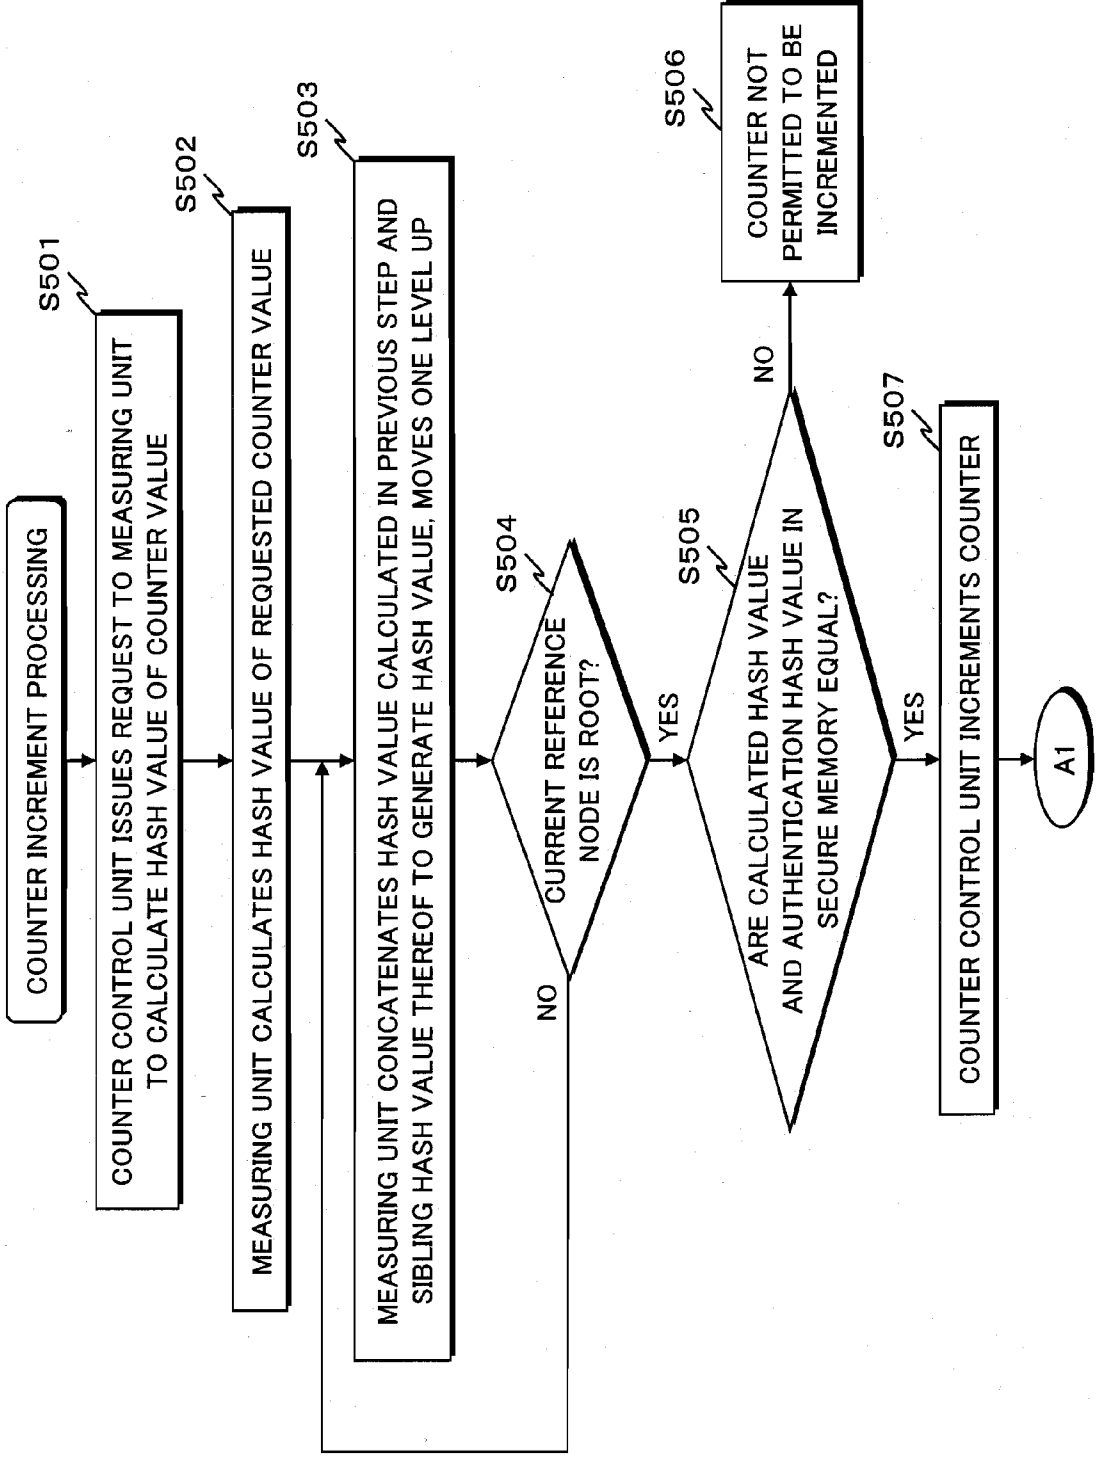 COUNTER INCREMENT PROCESSING
S501
COUNTER CONTROL UNIT ISSUES REQUEST TO MEASURING UNIT
TO CALCULATE HASH VALUE OF COUNTER VALUE
S502
MEASURING UNIT CALCULATES HASH VALUE OF REQUESTED COUNTER VALUE
S503
MEASURING UNIT CONCATENATES HASH VALUE CALCULATED IN PREVIOUS STEP AND
SIBLING HASH VALUE THEREOF TO GENERATE HASH VALUE, MOVES ONE LEVEL UP
S504
CURRENT REFERENCE
NODE IS ROOT?
NO
YES
S505
ARE CALCULATED HASH VALUE
AND AUTHENTICATION HASH VALUE IN
SECURE MEMORY EQUAL?
NO
S506
COUNTER NOT
PERMITTED TO BE
INCREMENTED
YES
S507
COUNTER CONTROL UNIT INCREMENTS COUNTER
A1